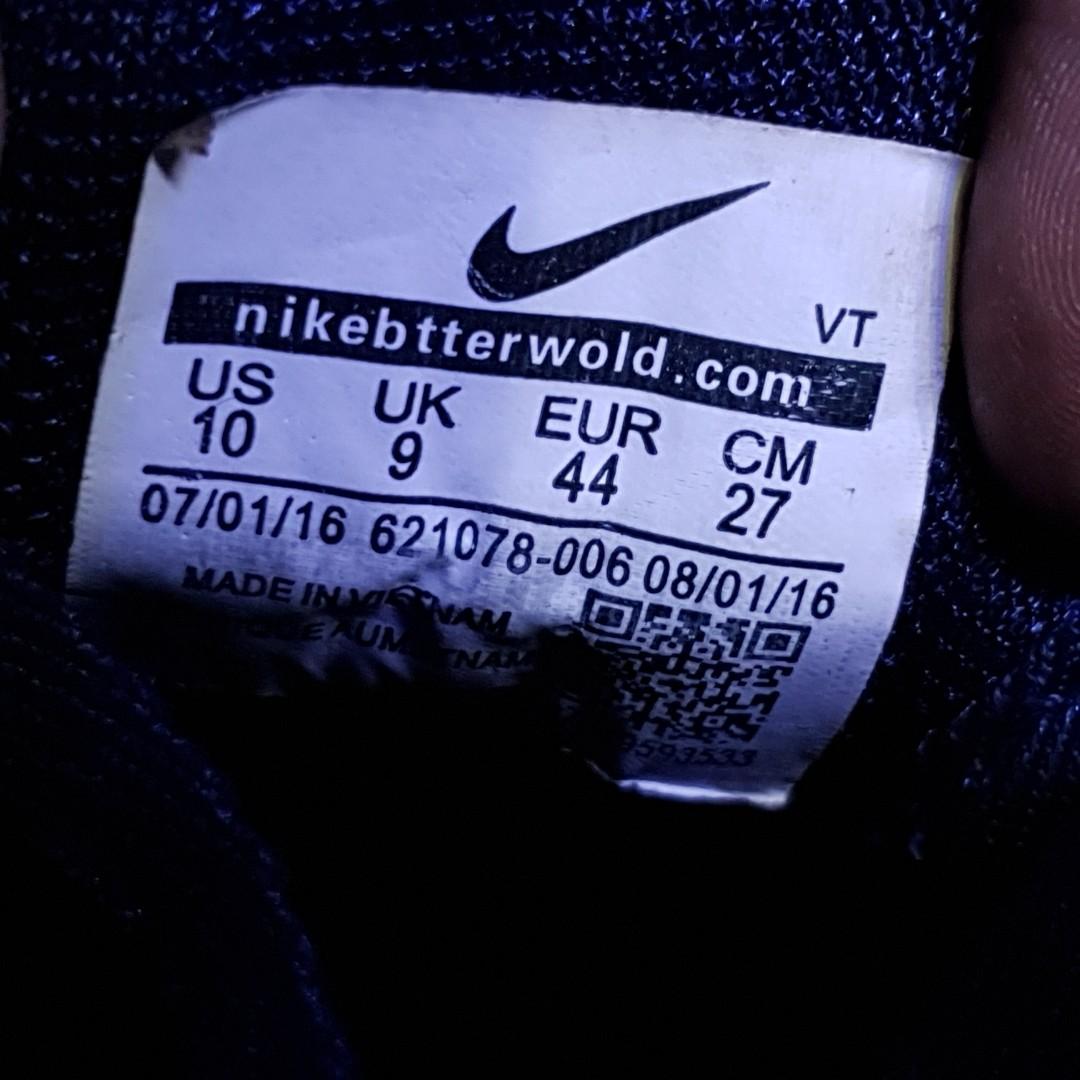 VT
nikebtterwold.com
US UK EUR CM
10 9 44 27
07/01/16 621078-006 08/01/16
MADE IN VIETNAM